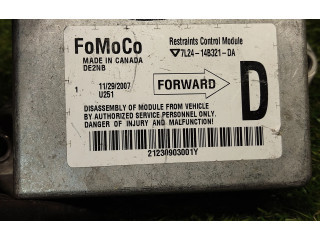 FoMoCo
MADE IN CANADA
DE2NB
Restraints Control Module
7L24-14B321-DA
1 11/29/2007
U251
FORWARD
D
DISASSEMBLY OF MODULE FROM VEHICLE
BY AUTHORIZED SERVICE PERSONNEL ONLY.
DANGER OF INJURY AND MALFUNCTION!
21230903001Y